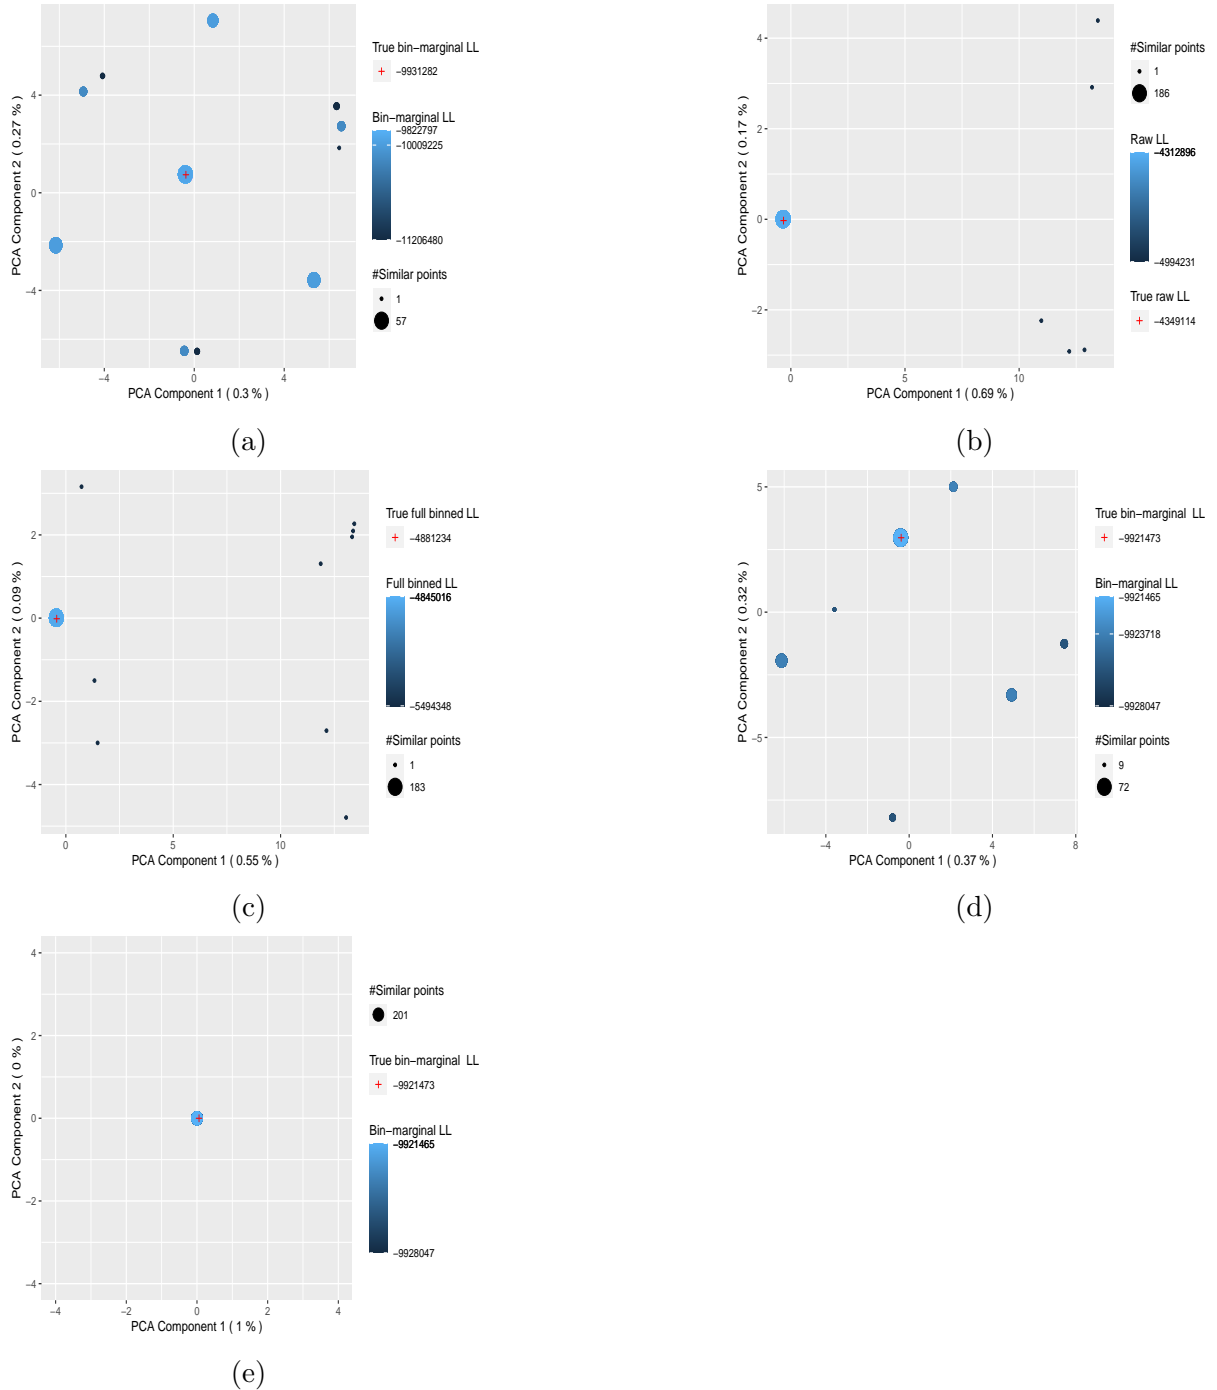 True bin−marginal LL
−9931282
Bin−marginal LL
−9822797
−10009225
−11206480
#Similar points
1
57
4
0
−4
−4
0
4
PCA Component 2 ( 0.27 % )
PCA Component 1 ( 0.3 % )
(a)
#Similar points
1
186
Raw LL
−4312896
−4994231
True raw LL
−4349114
4
2
0
−2
0
5
10
PCA Component 2 ( 0.17 % )
PCA Component 1 ( 0.69 % )
(b)
True full binned LL
−4881234
Full binned LL
−4845016
−5494348
#Similar points
1
183
2
0
−2
−4
0
5
10
PCA Component 2 ( 0.09 % )
PCA Component 1 ( 0.55 % )
(c)
True bin−marginal LL
−9921473
Bin−marginal LL
−9921465
−9923718
−9928047
#Similar points
9
72
5
0
−5
−4
0
4
8
PCA Component 2 ( 0.32 % )
PCA Component 1 ( 0.37 % )
(d)
#Similar points
201
True bin−marginal LL
−9921473
Bin−marginal LL
−9921465
−9928047
4
2
0
−2
−4
−4
−2
0
2
4
PCA Component 2 ( 0 % )
PCA Component 1 ( 1 % )
(e)